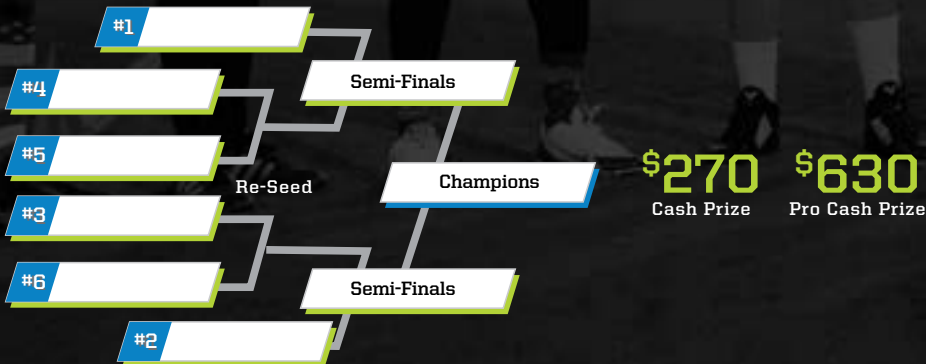 #1
Semi-Finals
#4
#5
Re-Seed
#3
#6
Semi-Finals
#2
Champions
$270
Cash Prize
$630
Pro Cash Prize